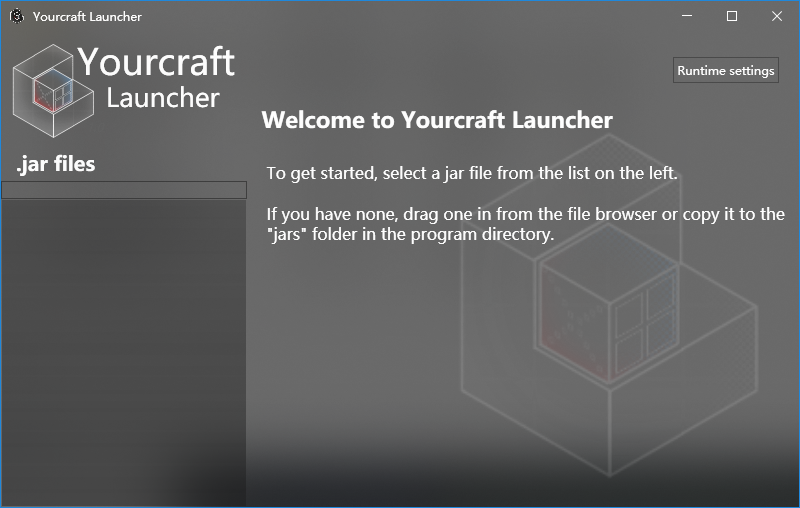 Yourcraft Launcher
Yourcraft
Launcher
Runtime settings
Welcome to Yourcraft Launcher
.jar files
To get started, select a jar file from the list on the left.
If you have none, drag one in from the file browser or copy it to the
"jars" folder in the program directory.